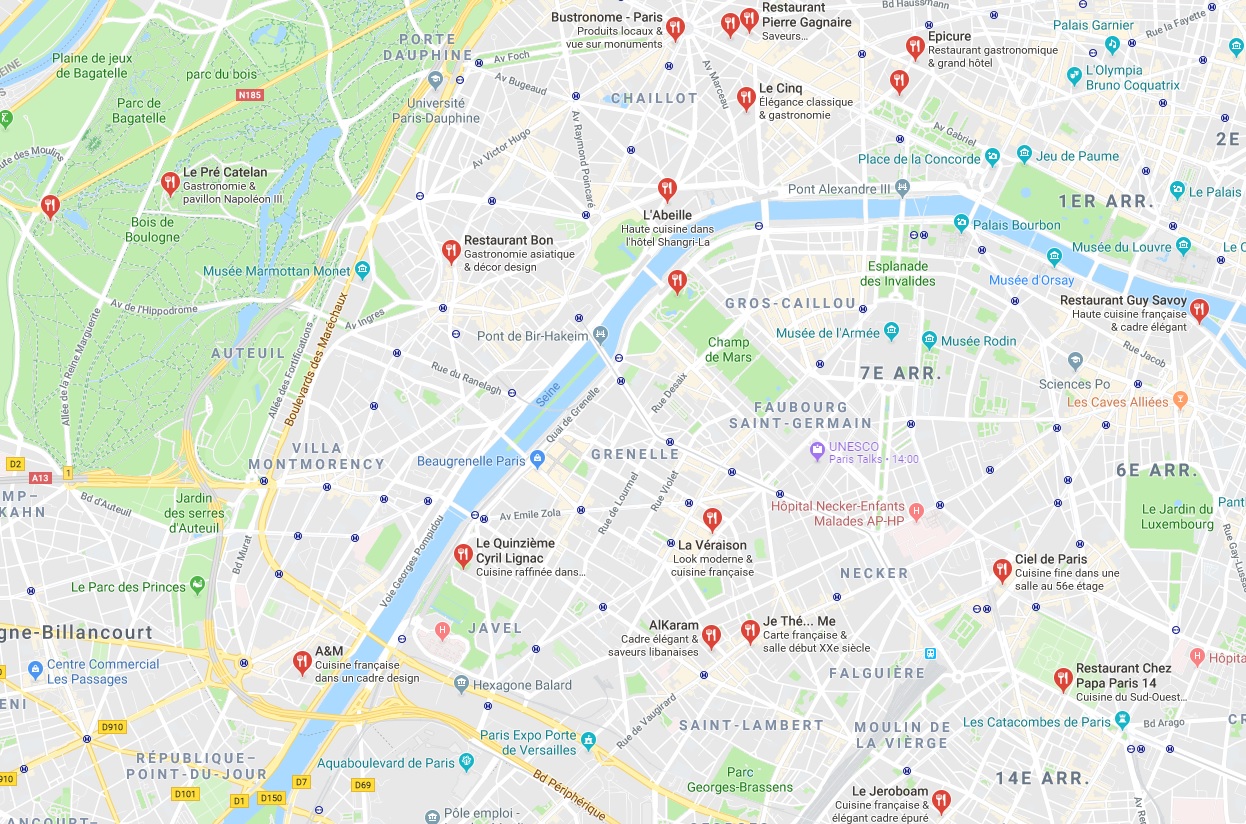 Bustronome - Paris
Produits locaux &
vue sur monuments
Restaurant
Pierre Gagnaire
Saveurs...
Bd Haussmann
Palais Garnier
Rue la Fayette
Epicure
Restaurant gastronomique
& grand hôtel
L'Olympia
Bruno Coquatrix
PORTE
DAUPHINE
Av Foch
Av Bugeaud
Av Marceau
Plaine de jeux
de Bagatelle
parc du bois
SEINE
N185
Université
Paris-Dauphine
CHAILLOT
Le Cinq
Élégance classique
& gastronomie
Parc de
Bagatelle
Av Gabriel
2E
Av Victor Hugo
Av Raymond Poincaré
Place de la Concorde
Jeu de Paume
Le Pré Catelan
Gastronomie &
pavillon Napoléon III
Pont Alexandre III
1ER ARR.
Le Palais
Bois de
Boulogne
L'Abeille
Haute cuisine dans
l'hôtel Shangri-La
Palais Bourbon
Restaurant Bon
Gastronomie asiatique
& décor design
Musée du Louvre
Musée Marmottan Monet
Esplanade
des Invalides
Musée d'Orsay
Av de l'Hippodrome
Av Ingres
GROS-CAILLOU
Restaurant Guy Savoy
Haute cuisine française
& cadre élégant
Allée de la Reine Marguerite
Boulevards des Maréchaux
Allée des Fortifications
Pont de Bir-Hakeim
Champ
de Mars
Musée de l'Armée
Musée Rodin
Rue Jacob
AUTEUIL
7E ARR.
Sciences Po
Rue du Ranelagh
Seine
Quai de Grenelle
Rue Desaix
Les Caves Alliées
FAUBOURG
SAINT-GERMAIN
VILLA
MONTMORENCY
UNESCO
Paris Talks • 14:00
GRENELLE
Beaugrenelle Paris
D2
A13
1
6E ARR.
Bd d'Auteuil
Jardin
des serres
d'Auteuil
Rue de Lourmel
Rue Violet
Av Emile Zola
Hôpital Necker-Enfants
Malades AP-HP
Le Jardin du
Luxembourg
Bd Murat
Voie Georges Pompidou
Le Quinzième
Cyril Lignac
Cuisine raffinée dans...
La Véraison
Look moderne &
cuisine française
Ciel de Paris
Cuisine fine dans une
salle au 56e étage
Le Parc des Princes
NECKER
JAVEL
AlKaram
Cadre élégant &
saveurs libanaises
Je Thé... Me
Carte française &
salle début XXe siècle
gne-Billancourt
A&M
Cuisine française
dans un cadre design
Centre Commercial
Les Passages
Hexagone Balard
FALGUIÈRE
Restaurant Chez
Papa Paris 14
Cuisine du Sud-Ouest...
D910
Rue de Vaugirard
SAINT-LAMBERT
MOULIN DE
LA VIERGE
Les Catacombes de Paris
Bd Arago
Paris Expo Porte
de Versailles
RÉPUBLIQUE-
POINT-DU-JOUR
Aquaboulevard de Paris
Bd Périphérique
Parc
Georges-Brassens
14E ARR.
D7
D69
D101
D1
D150
Le Jeroboam
Cuisine française &
élégant cadre épuré
Pôle emploi -